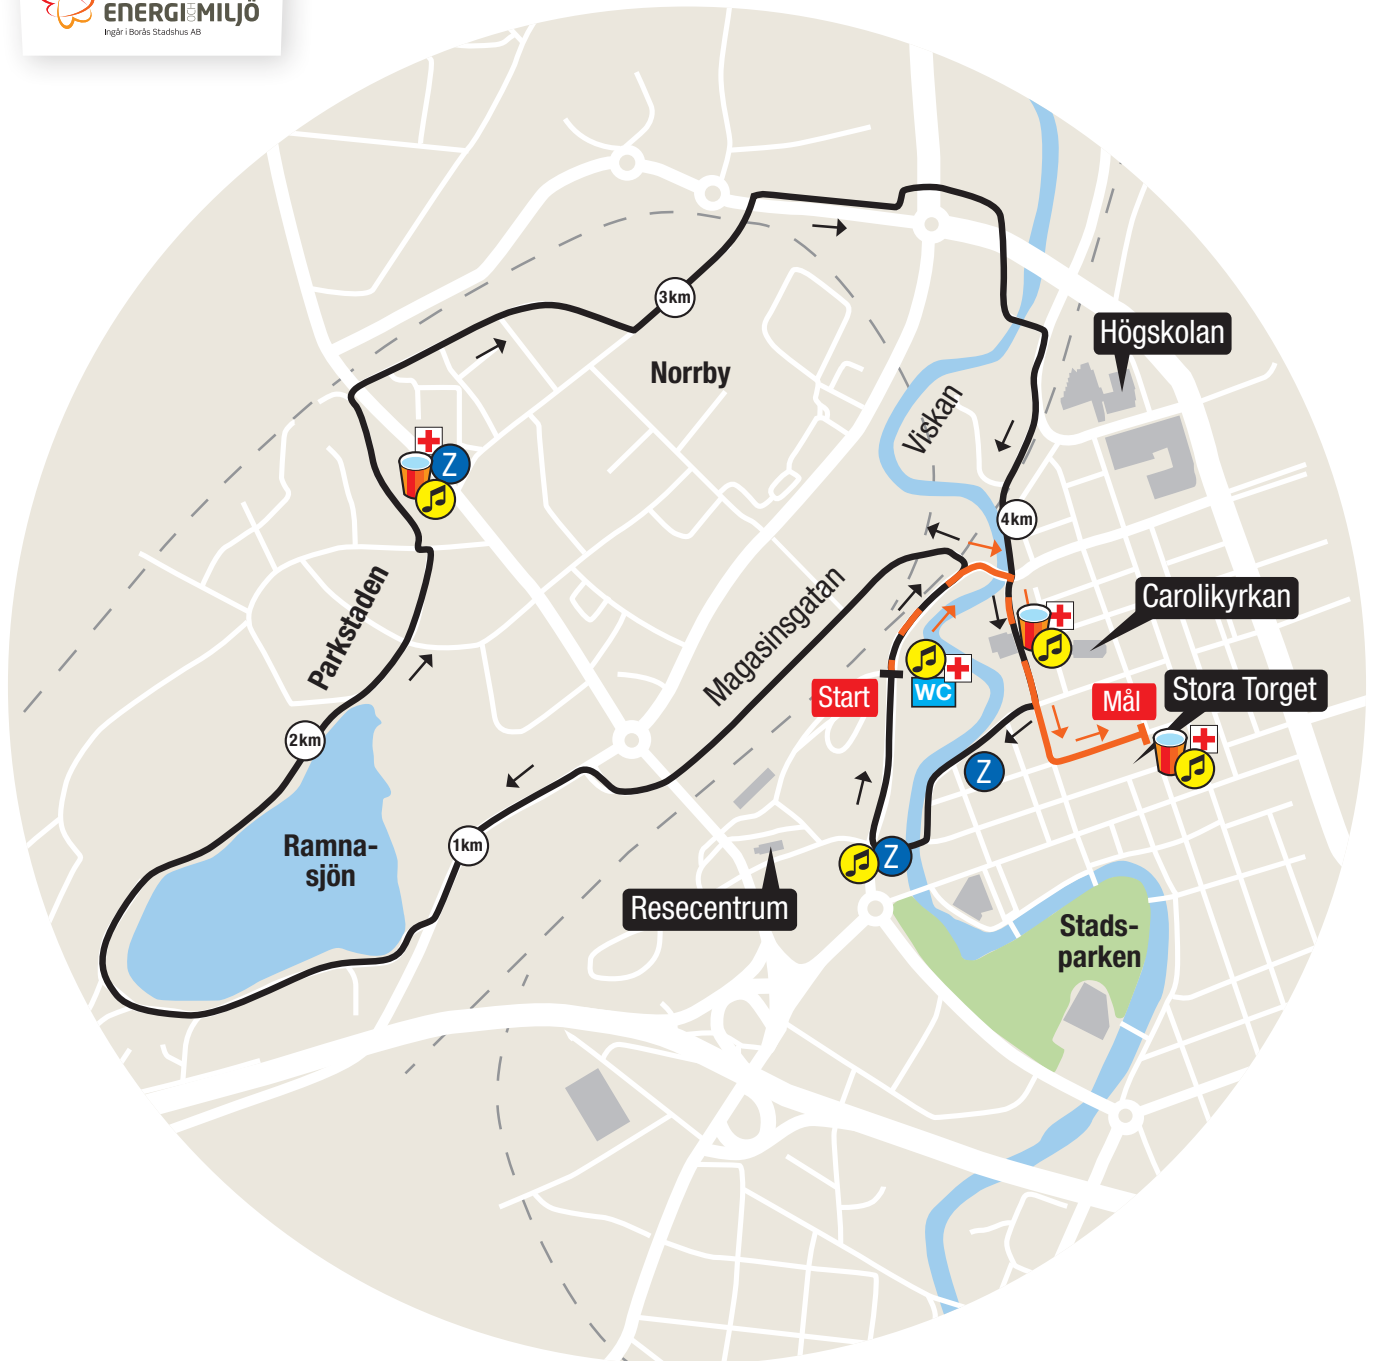 ENERGI OCH MILJÖ
Ingår i Borås Stadshus AB
3km
Högskolan
Norrby
Viskan
Z
4km
Parkstaden
Magasinsgatan
Carolikyrkan
Start
WC
Mål
Stora Torget
2km
Z
Ramna-
sjön
1km
Z
Resecentrum
Stads-
parken